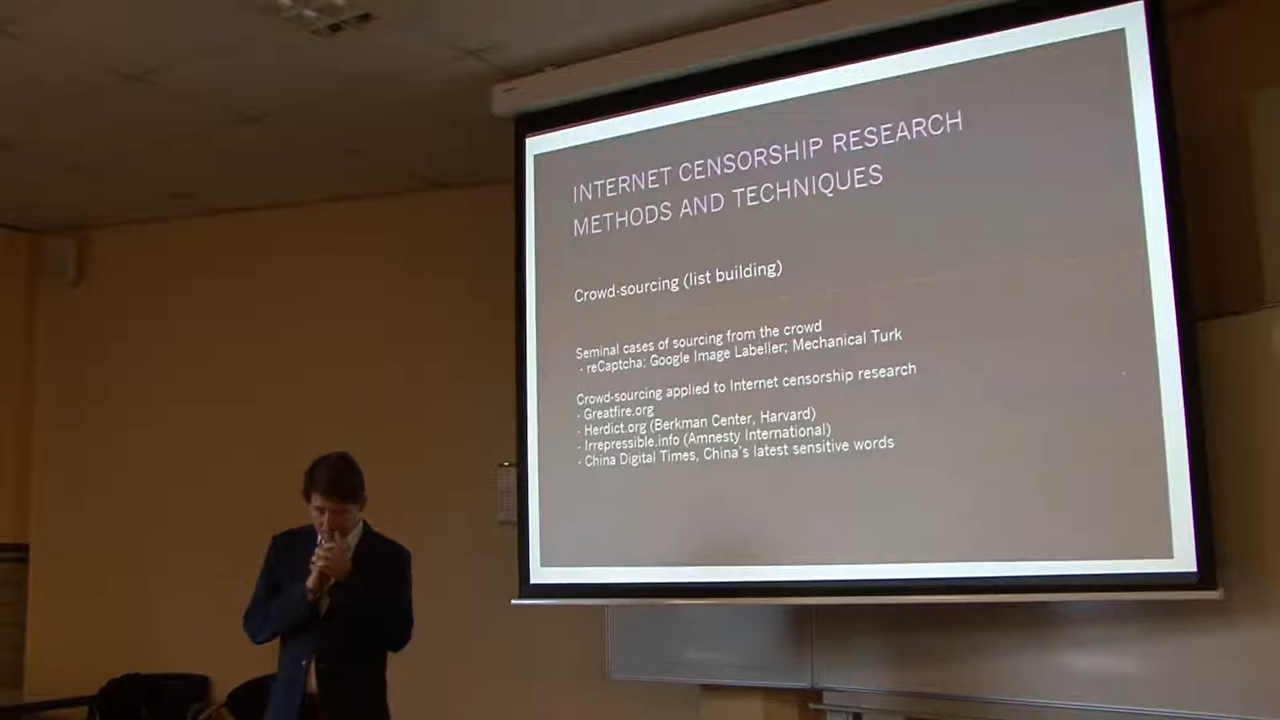 INTERNET CENSORSHIP RESEARCH
METHODS AND TECHNIQUES
Crowd-sourcing (list building)
Seminal cases of sourcing from the crowd
- reCaptcha; Google Image Labeller; Mechanical Turk
Crowd-sourcing applied to Internet censorship research
- Greatfire.org
- Herdict.org (Berkman Center, Harvard)
- Irrepressible.info (Amnesty International)
- China Digital Times, China's latest sensitive words